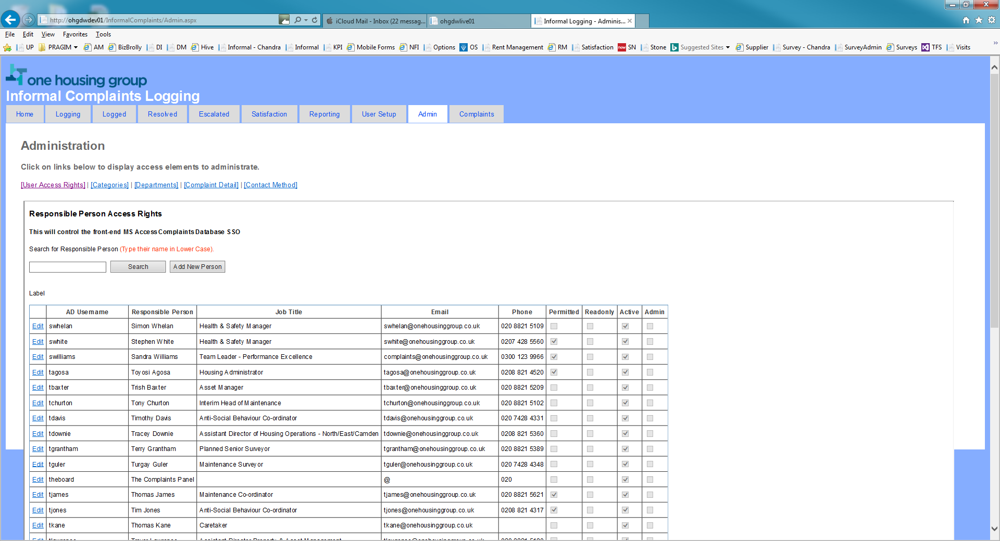 http://ohgdwdev01/InformalComplaints/Admin.aspx
iCloud Mail - Inbox (22 messag...
ohgdwlive01
Informal Logging - Adminis...
File Edit View Favorites Tools
UP PRAGIM AM BizBrolly DI DM Hive Informal - Chandra Informal KPI Mobile Forms NFI Options OS Rent Management RM Satisfaction now SN Stone Suggested Sites Supplier Survey - Chandra SurveyAdmin Surveys TFS Visits
one housing group
Informal Complaints Logging
Home Logging Logged Resolved Escalated Satisfaction Reporting User Setup Admin Complaints
Administration
Click on links below to display access elements to administrate.
[User Access Rights] | [Categories] | [Departments] | [Complaint Detail] | [Contact Method]
Responsible Person Access Rights
This will control the front-end MS Access Complaints Database SSO
Search for Responsible Person (Type their name in Lower Case).
Search Add New Person
Label
AD Username Responsible Person Job Title Email Phone Permitted Readonly Active Admin
Edit swhelan Simon Whelan Health & Safety Manager swhelan@onehousinggroup.co.uk 020 8821 5109
Edit swhite Stephen White Health & Safety Manager swhite@onehousinggroup.co.uk 0207 428 5560
Edit swilliams Sandra Williams Team Leader - Performance Excellence complaints@onehousinggroup.co.uk 0300 123 9966
Edit tagosa Toyosi Agosa Housing Administrator tagosa@onehousinggroup.co.uk 0208 821 4520
Edit tbaxter Trish Baxter Asset Manager tbaxter@onehousinggroup.co.uk 020 8821 5209
Edit tchurton Tony Churton Interim Head of Maintenance tchurton@onehousinggroup.co.uk 020 8821 5102
Edit tdavis Timothy Davis Anti-Social Behaviour Co-ordinator tdavis@onehousinggroup.co.uk 020 7428 4331
Edit tdownie Tracey Downie Assistant Director of Housing Operations - North/East/Camden tdownie@onehousinggroup.co.uk 0208 821 5360
Edit tgrantham Terry Grantham Planned Senior Surveyor tgrantham@onehousinggroup.co.uk 020 8821 5389
Edit tguler Turgay Guler Maintenance Surveyor tguler@onehousinggroup.co.uk 020 7428 4348
Edit theboard The Complaints Panel @ 020
Edit tjames Thomas James Maintenance Co-ordinator tjames@onehousinggroup.co.uk 020 8821 5621
Edit tjones Tim Jones Anti-Social Behaviour Co-ordinator tjones@onehousinggroup.co.uk 0208 821 4317
Edit tkane Thomas Kane Caretaker tkane@onehousinggroup.co.uk
Edit Assistant Director Property & Asset Management